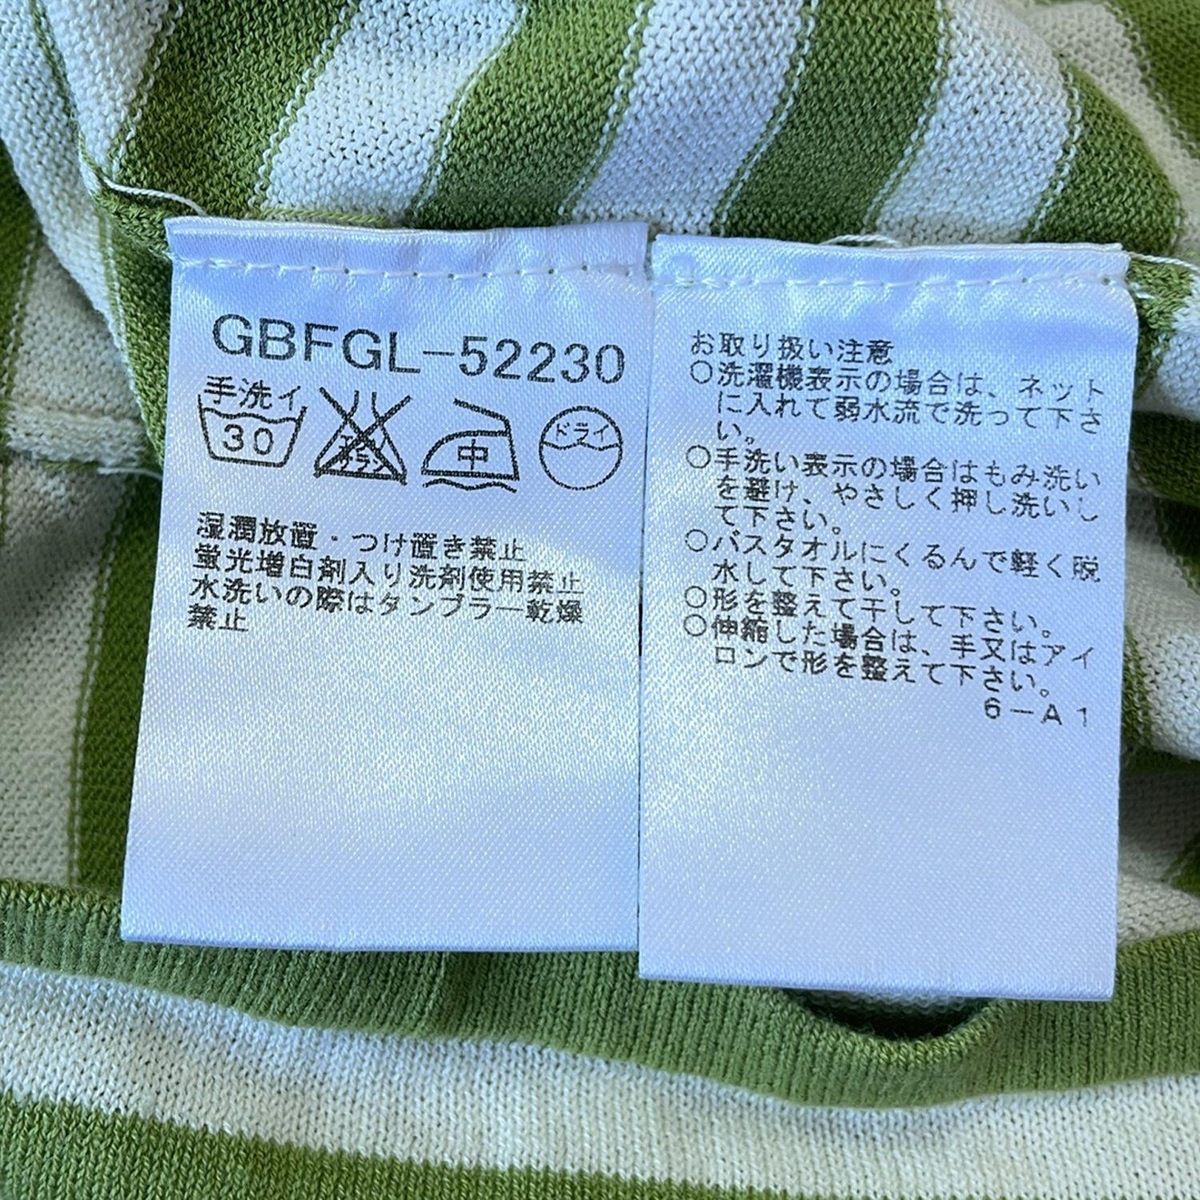 GBFGL-52230
手洗イ
30
エンソ
サラシ
中
ドライ
湿潤放置・つけ置き禁止
蛍光増白剤入り洗剤使用禁止
水洗いの際はタンブラー乾燥
禁止
お取り扱い注意
○洗濯機表示の場合は、ネット
に入れて弱水流で洗って下さ
い。
○手洗い表示の場合はもみ洗い
を避け、やさしく押し洗いし
て下さい。
○バスタオルにくるんで軽く脱
水して下さい。
○形を整えて干して下さい。
○伸縮した場合は、手又はアイ
ロンで形を整えて下さい。
6-A1